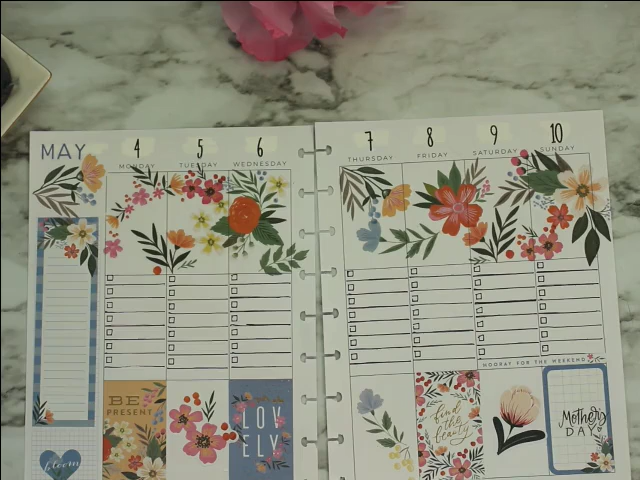 MAY
4 5 6
MONDAY TUESDAY WEDNESDAY
7 8 9 10
THURSDAY FRIDAY SATURDAY SUNDAY
HOORAY FOR THE WEEKEND
BE
PRESENT
LOV
ELY
find
the
beauty
Mother's
DAY
bloom